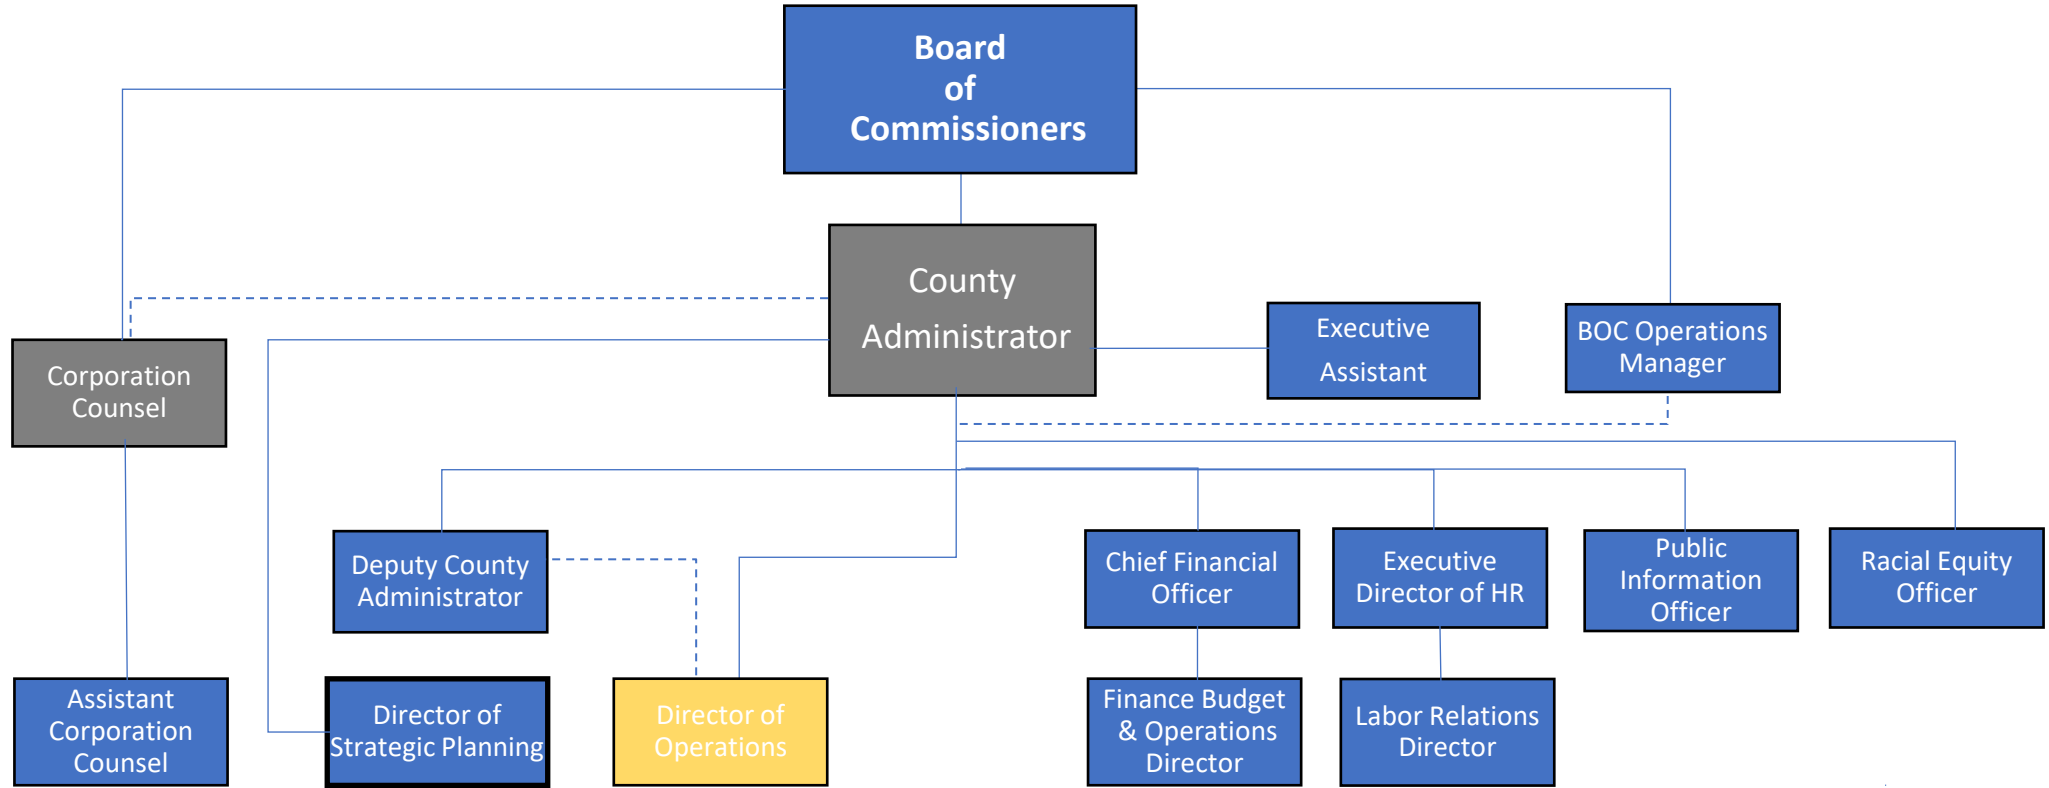 Board
of
Commissioners
County
Administrator
Executive
Assistant
BOC Operations
Manager
Corporation
Counsel
Deputy County
Administrator
Chief Financial
Officer
Executive
Director of HR
Public
Information
Officer
Racial Equity
Officer
Assistant
Corporation
Counsel
Director of
Strategic Planning
Director of
Operations
Finance Budget
& Operations
Director
Labor Relations
Director